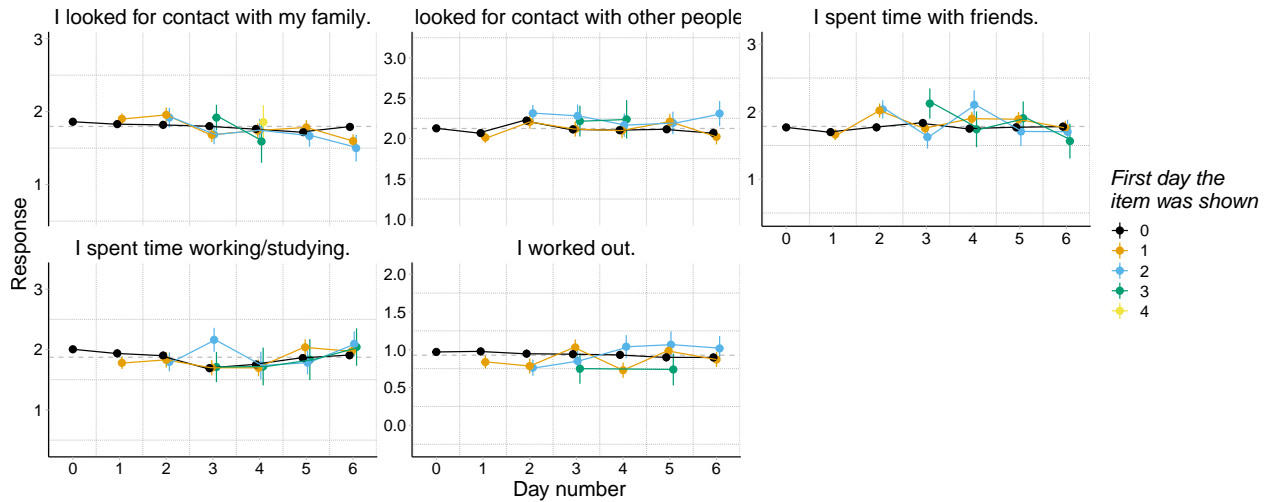 I looked for contact with my family.
looked for contact with other people
I spent time with friends.
3
2
1
3.0
2.5
2.0
1.5
1.0
3
2
1
0 1 2 3 4 5 6
First day the
item was shown
0
1
2
3
4
Response
I spent time working/studying.
I worked out.
3
2
1
2.0
1.5
1.0
0.5
0.0
0 1 2 3 4 5 6
0 1 2 3 4 5 6
Day number